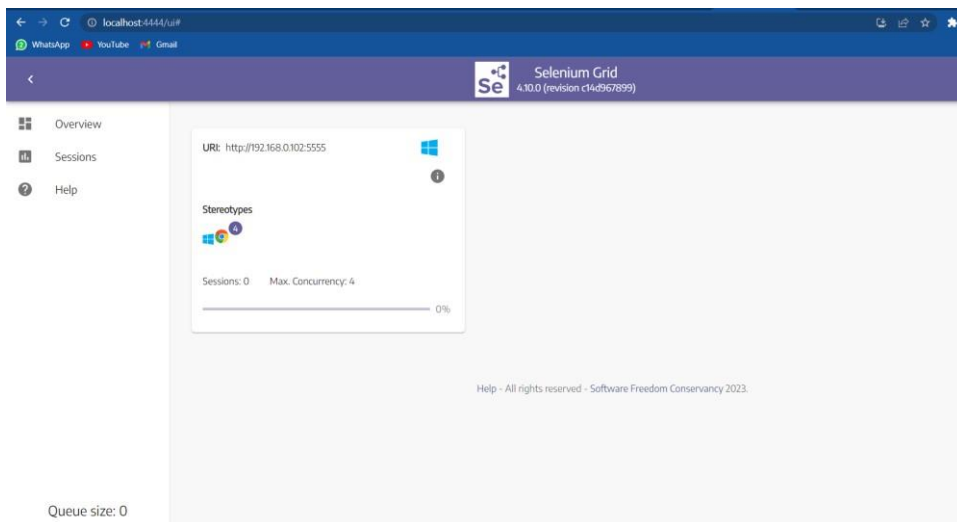 localhost:4444/ui#
WhatsApp YouTube Gmail
Se
Selenium Grid
4.10.0 (revision c14d967899)
Overview
Sessions
Help
URI: http://192.168.0.102:5555
Stereotypes
4
Sessions: 0 Max. Concurrency: 4
0%
Help - All rights reserved - Software Freedom Conservancy 2023.
Queue size: 0